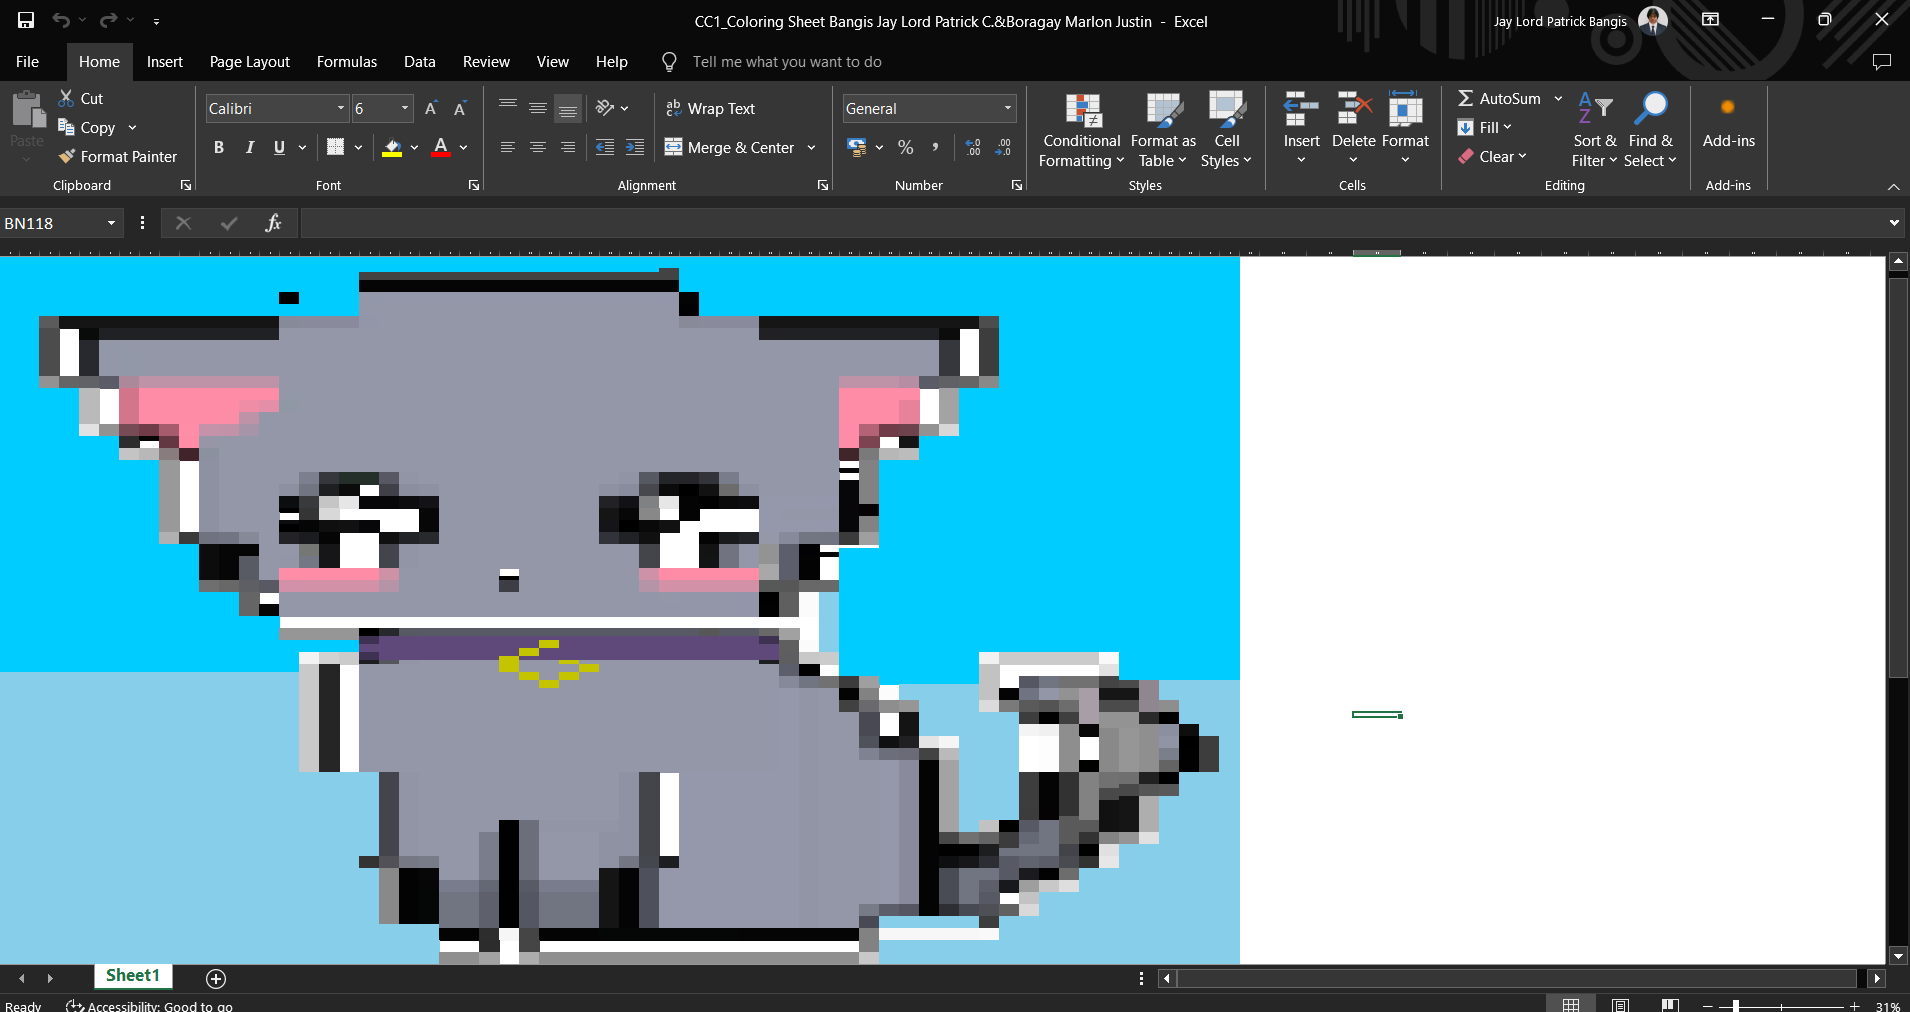 CC1_Coloring Sheet Bangis Jay Lord Patrick C.&Boragay Marlon Justin - Excel
Jay Lord Patrick Bangis
File Home Insert Page Layout Formulas Data Review View Help Tell me what you want to do
Paste
Cut
Copy
Format Painter
Clipboard
Calibri 6 A A
B I U A
Font
ab Wrap Text
Merge & Center
Alignment
General
% ,
Number
Conditional Formatting
Format as Table
Cell Styles
Styles
Insert Delete Format
Cells
AutoSum
Fill
Clear
Sort & Filter
Find & Select
Editing
Add-ins
Add-ins
BN118 fx
Sheet1
Ready Accessibility: Good to go 31%